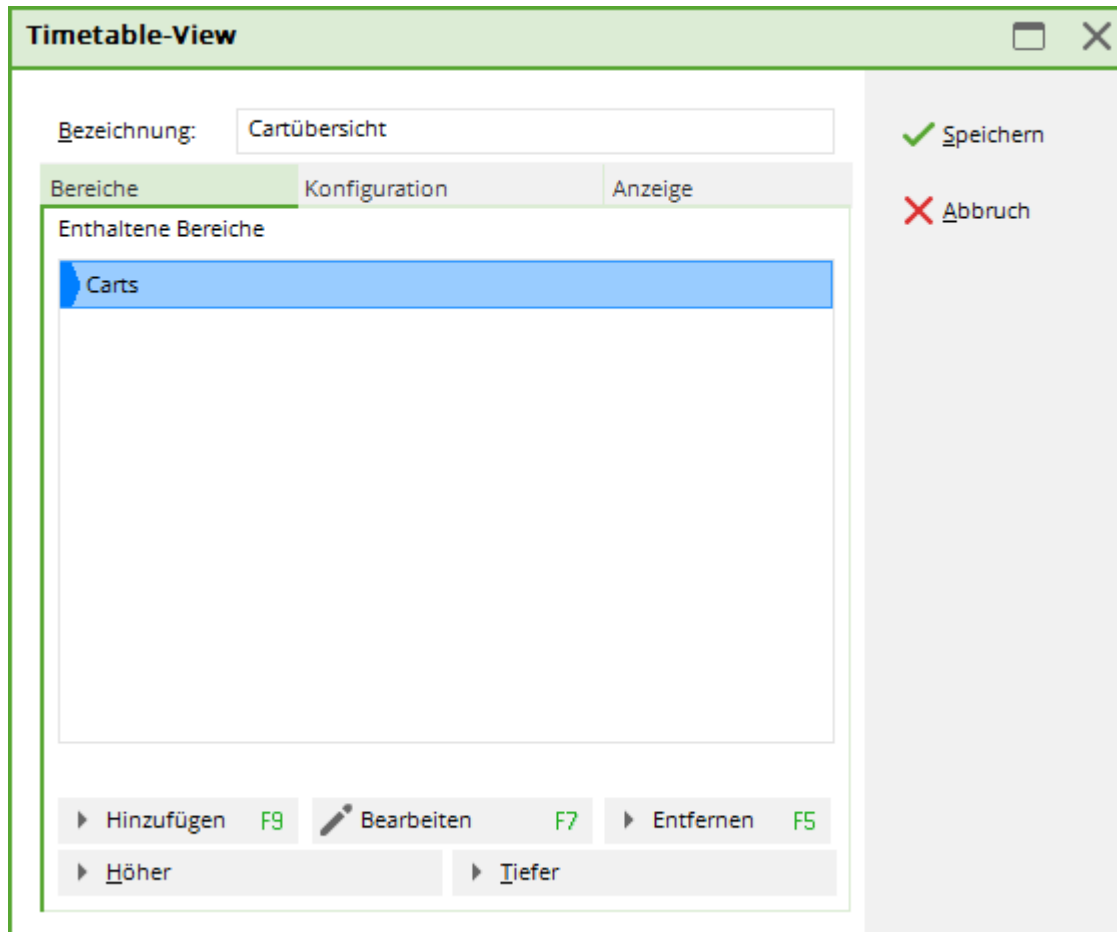 Timetable-View
Bezeichnung: Cartübersicht
Speichern
Bereiche Konfiguration Anzeige
Abbruch
Enthaltene Bereiche
Carts
Hinzufügen F9 Bearbeiten F7 Entfernen F5
Höher Tiefer